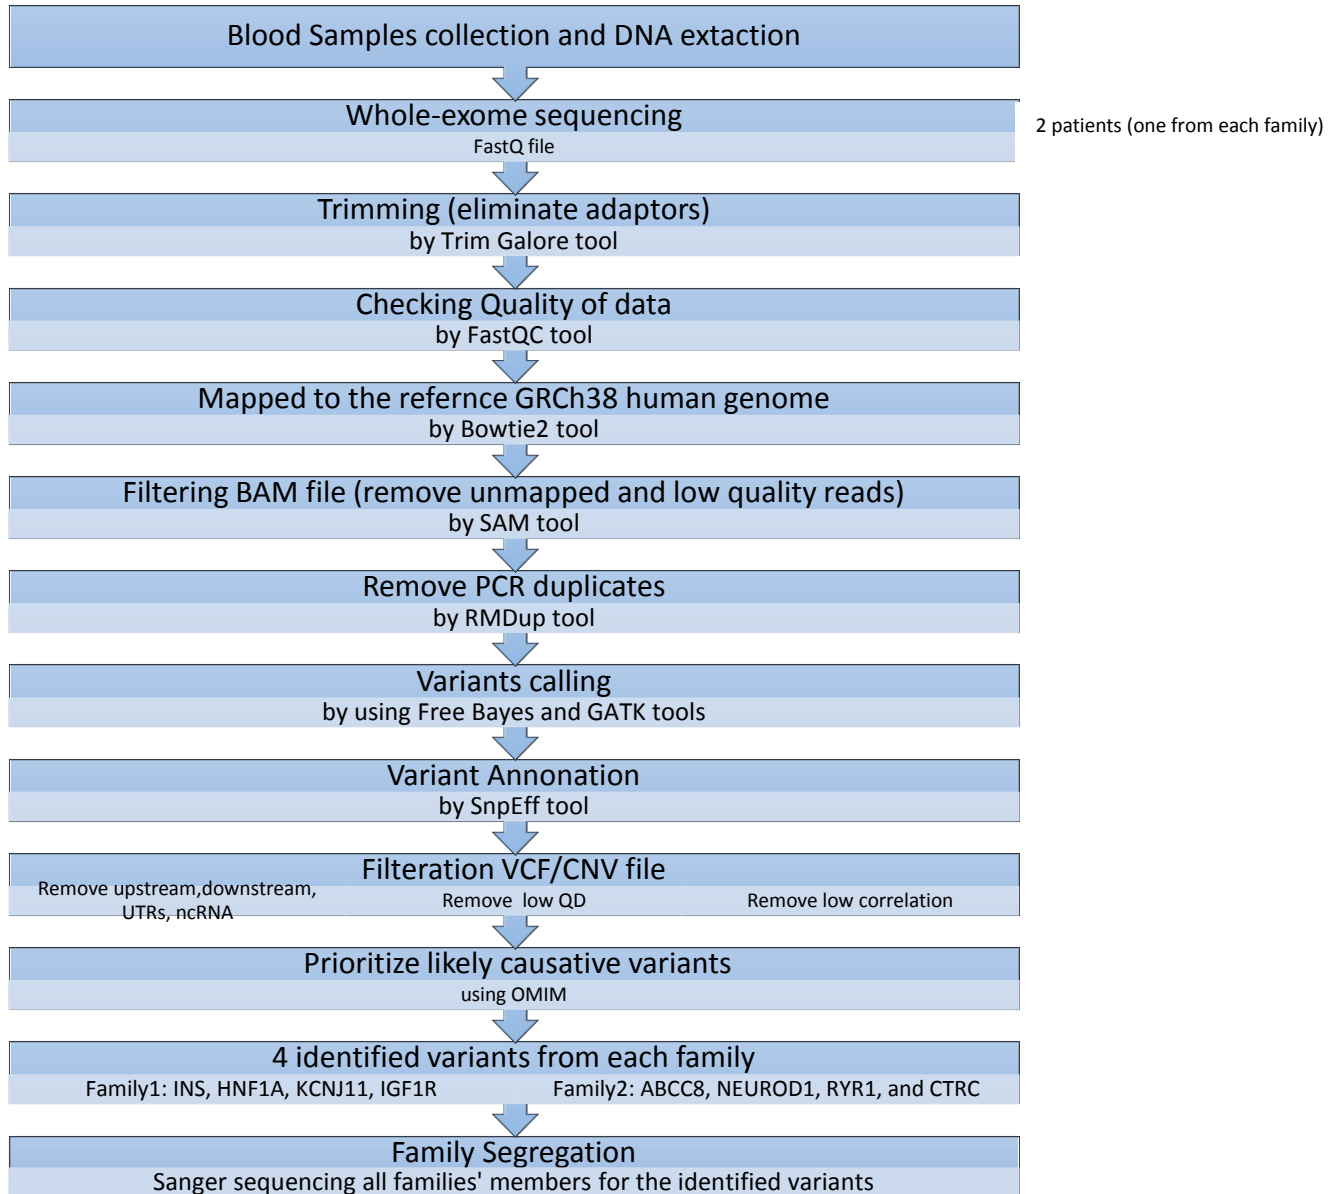 Blood Samples collection and DNA extaction
Whole-exome sequencing
FastQ file
2 patients (one from each family)
Trimming (eliminate adaptors)
by Trim Galore tool
Checking Quality of data
by FastQC tool
Mapped to the refernce GRCh38 human genome
by Bowtie2 tool
Filtering BAM file (remove unmapped and low quality reads)
by SAM tool
Remove PCR duplicates
by RMDup tool
Variants calling
by using Free Bayes and GATK tools
Variant Annonation
by SnpEff tool
Filteration VCF/CNV file
Remove upstream,downstream,
UTRs, ncRNA
Remove low QD
Remove low correlation
Prioritize likely causative variants
using OMIM
4 identified variants from each family
Family1: INS, HNF1A, KCNJ11, IGF1R
Family2: ABCC8, NEUROD1, RYR1, and CTRC
Family Segregation
Sanger sequencing all families' members for the identified variants